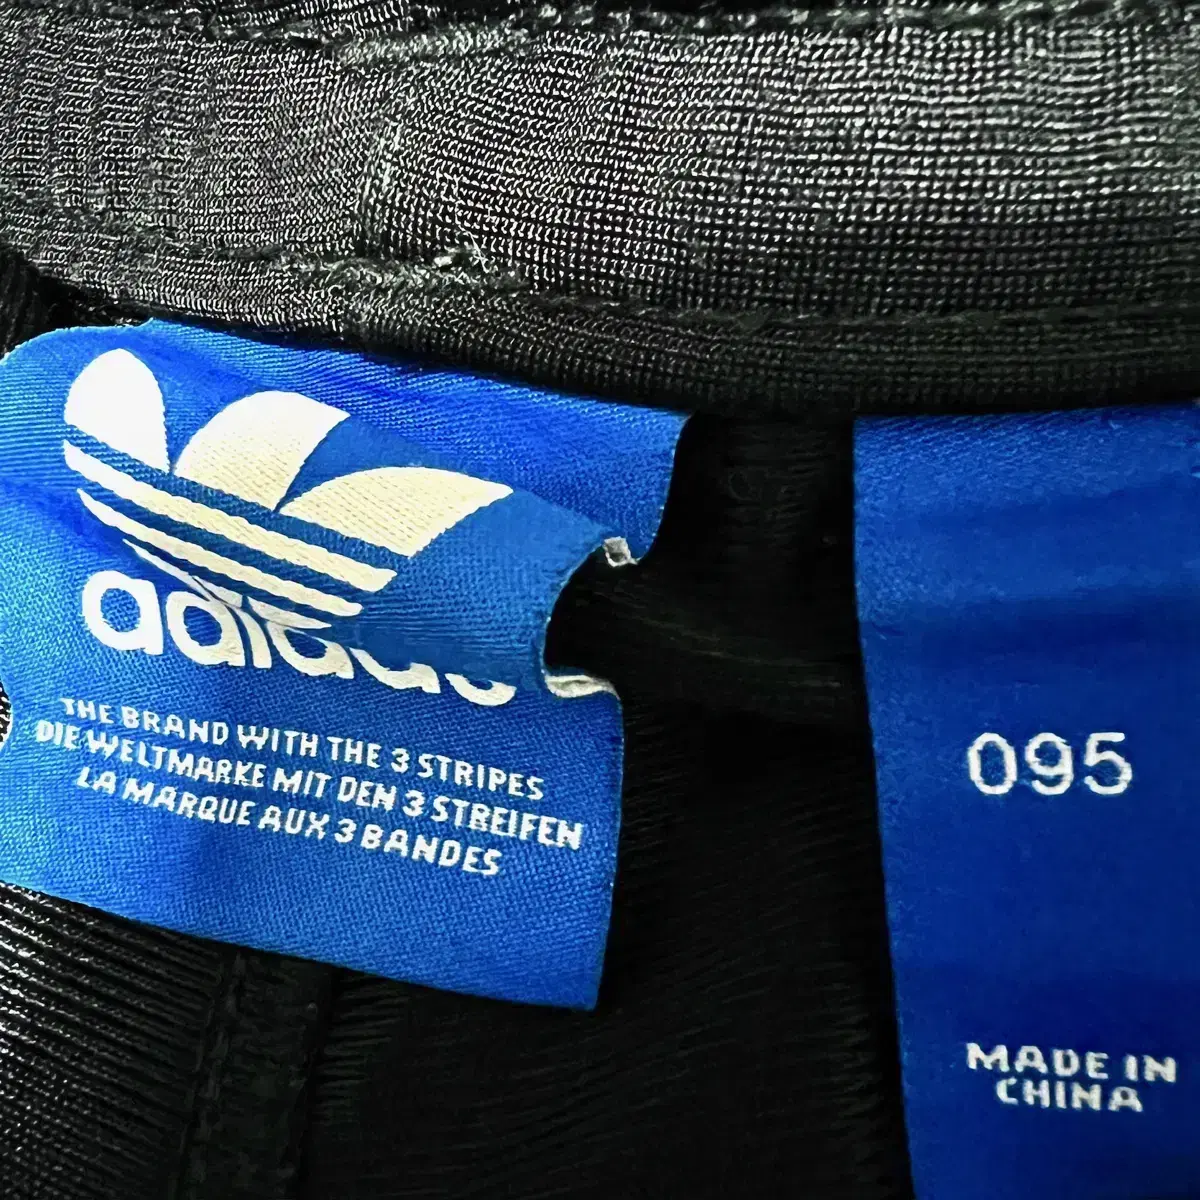 adidas
THE BRAND WITH THE 3 STRIPES
DIE WELTMARKE MIT DEN 3 STREIFEN
LA MARQUE AUX 3 BANDES
095
MADE IN
CHINA